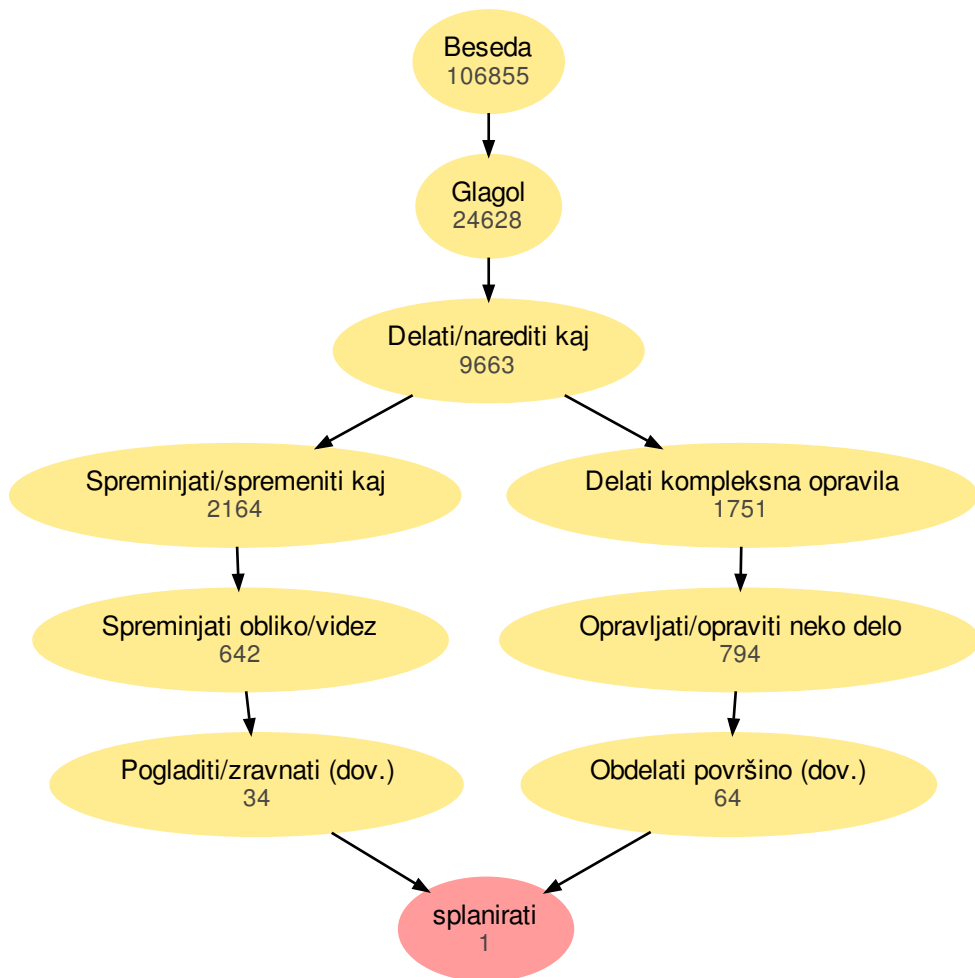 Beseda
106855
Glagol
24628
Delati/narediti kaj
9663
Spreminjati/spremeniti kaj
2164
Delati kompleksna opravila
1751
Spreminjati obliko/videz
642
Opravljati/opraviti neko delo
794
Pogladiti/zravnati (dov.)
34
Obdelati površino (dov.)
64
splanirati
1